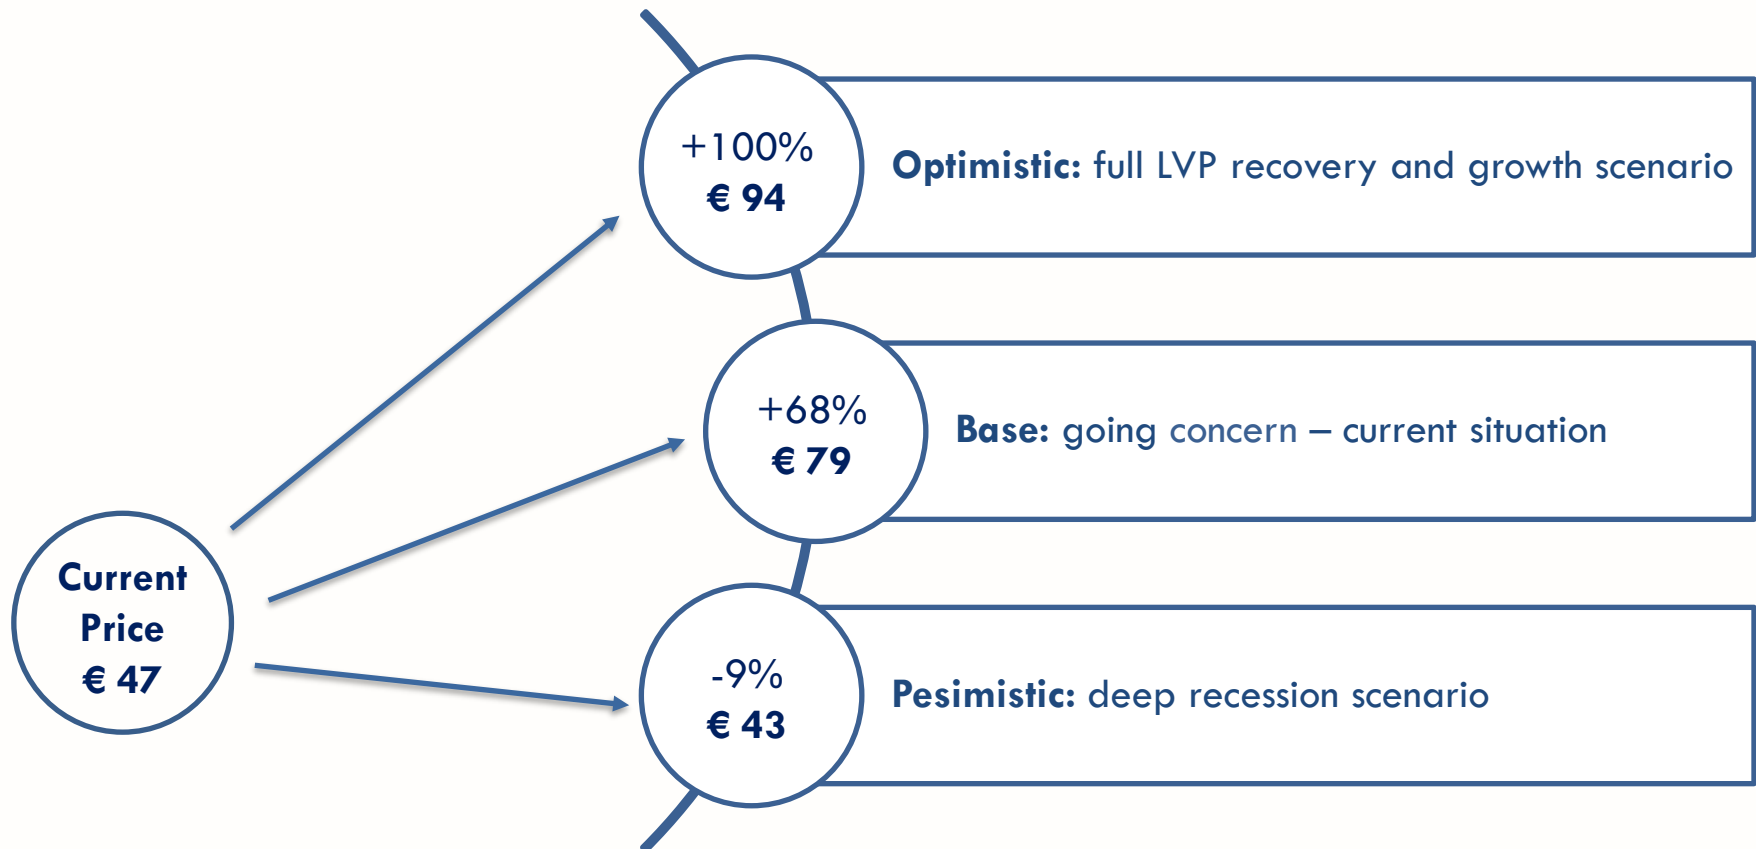 +100%
€ 94
Optimistic: full LVP recovery and growth scenario
+68%
€ 79
Base: going concern – current situation
Current
Price
€ 47
-9%
€ 43
Pesimistic: deep recession scenario